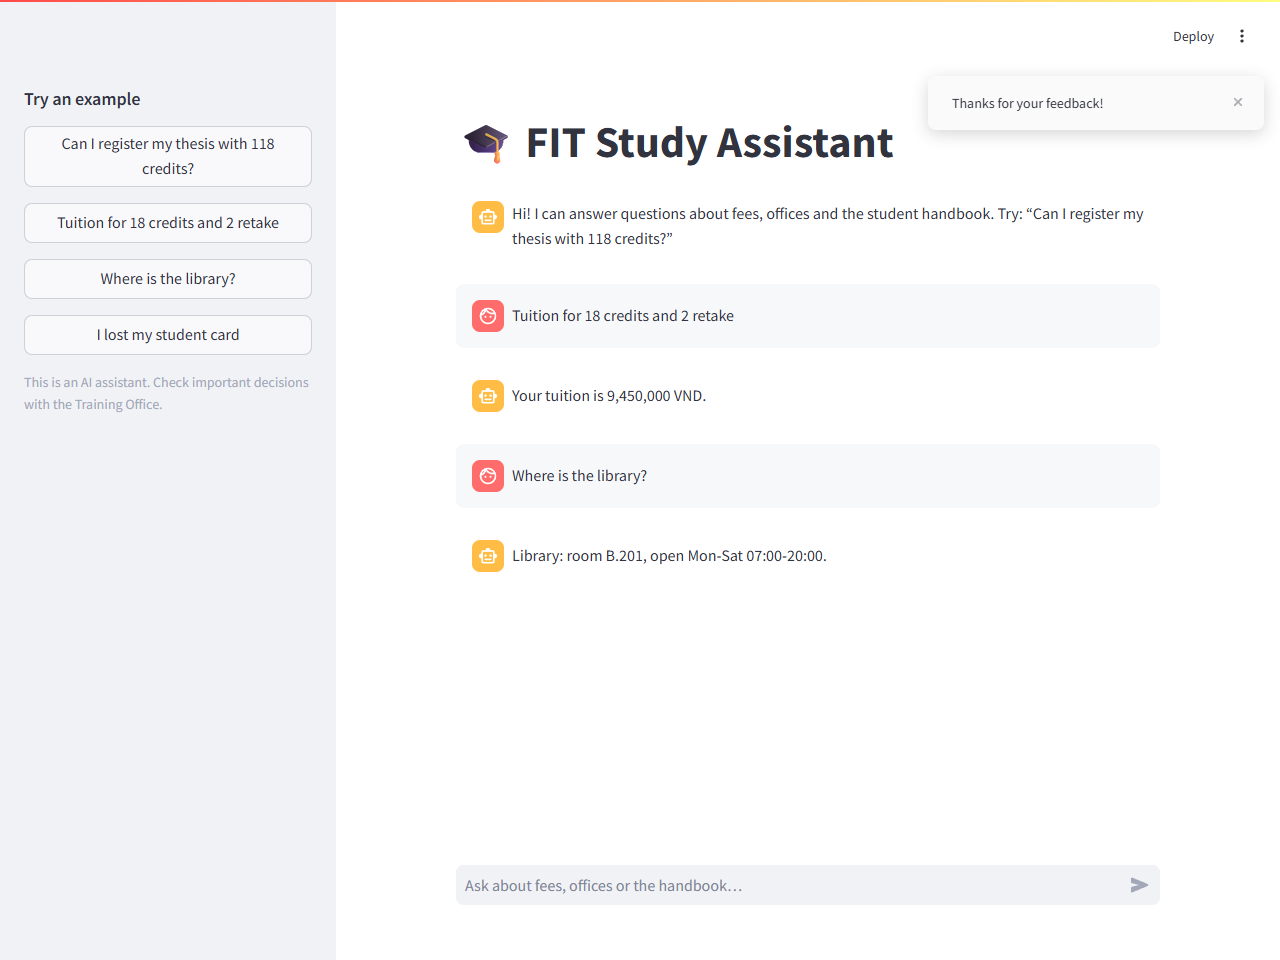 Deploy
Thanks for your feedback!
Try an example
Can I register my thesis with 118
credits?
Tuition for 18 credits and 2 retake
Where is the library?
I lost my student card
This is an AI assistant. Check important decisions
with the Training Office.
FIT Study Assistant
Hi! I can answer questions about fees, offices and the student handbook. Try: “Can I register my
thesis with 118 credits?”
Tuition for 18 credits and 2 retake
Your tuition is 9,450,000 VND.
Where is the library?
Library: room B.201, open Mon-Sat 07:00-20:00.
Ask about fees, offices or the handbook…